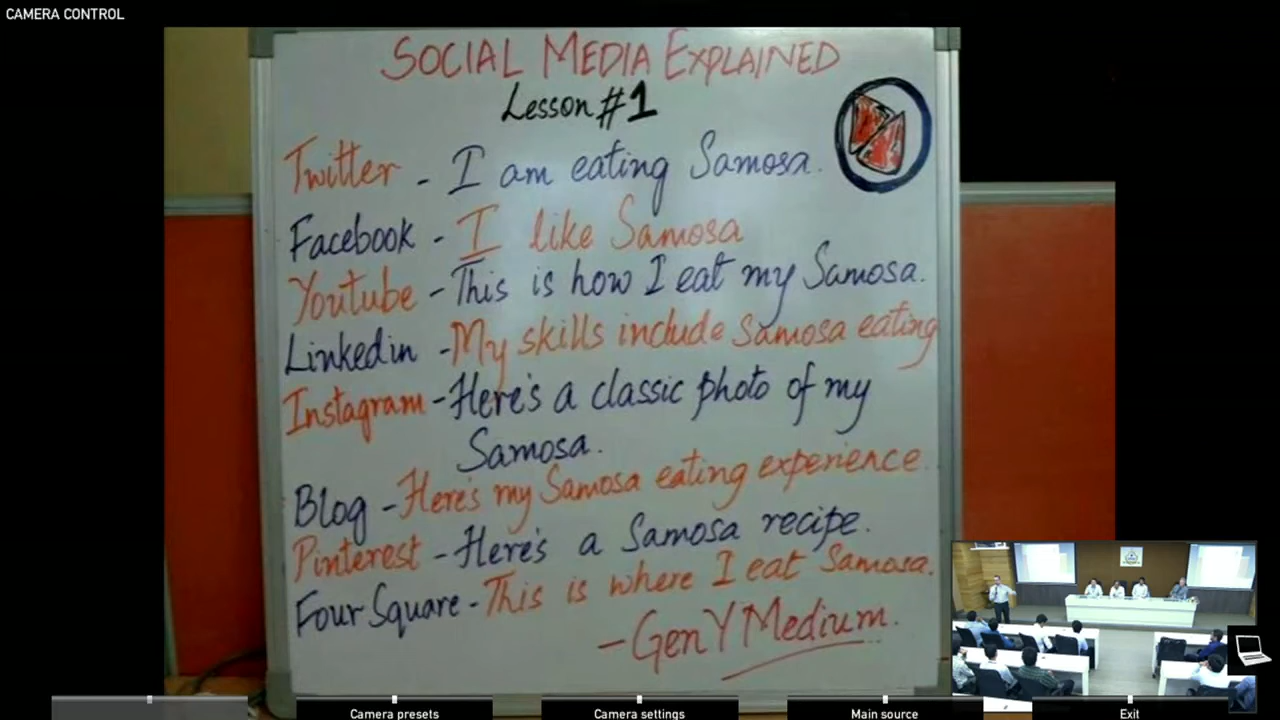 CAMERA CONTROL
SOCIAL MEDIA EXPLAINED
Lesson #1
Twitter - I am eating Samosa.
Facebook - I like Samosa
Youtube - This is how I eat my Samosa.
Linkedin - My skills include Samosa eating
Instagram - Here's a classic photo of my
Samosa.
Blog - Here's my Samosa eating experience.
Pinterest - Here's a Samosa recipe.
Four Square - This is where I eat Samosa.
- Gen Y Medium.
Camera presets
Camera settings
Main source
Exit